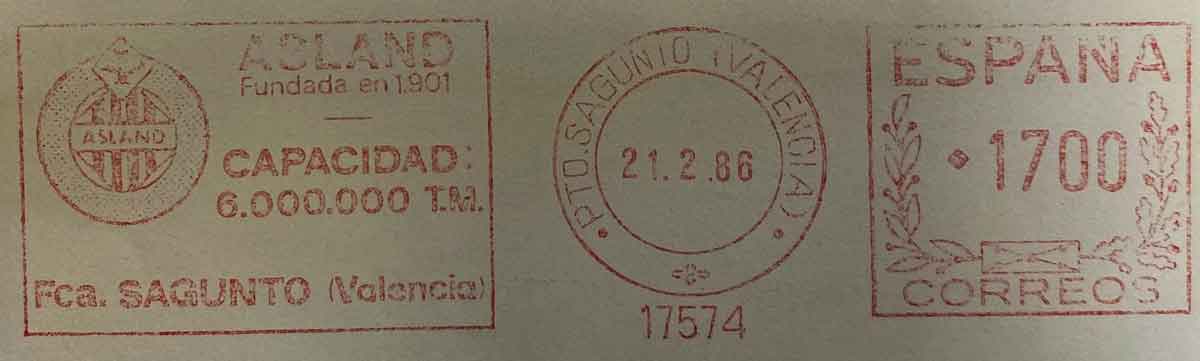 ASLAND
Fundada en 1.901
ASLAND
CAPACIDAD:
6.000.000 T.M.
Fca. SAGUNTO (Valencia)
PTO.SAGUNTO (VALENCIA)
21.2.86
17574
ESPAÑA
1700
CORREOS